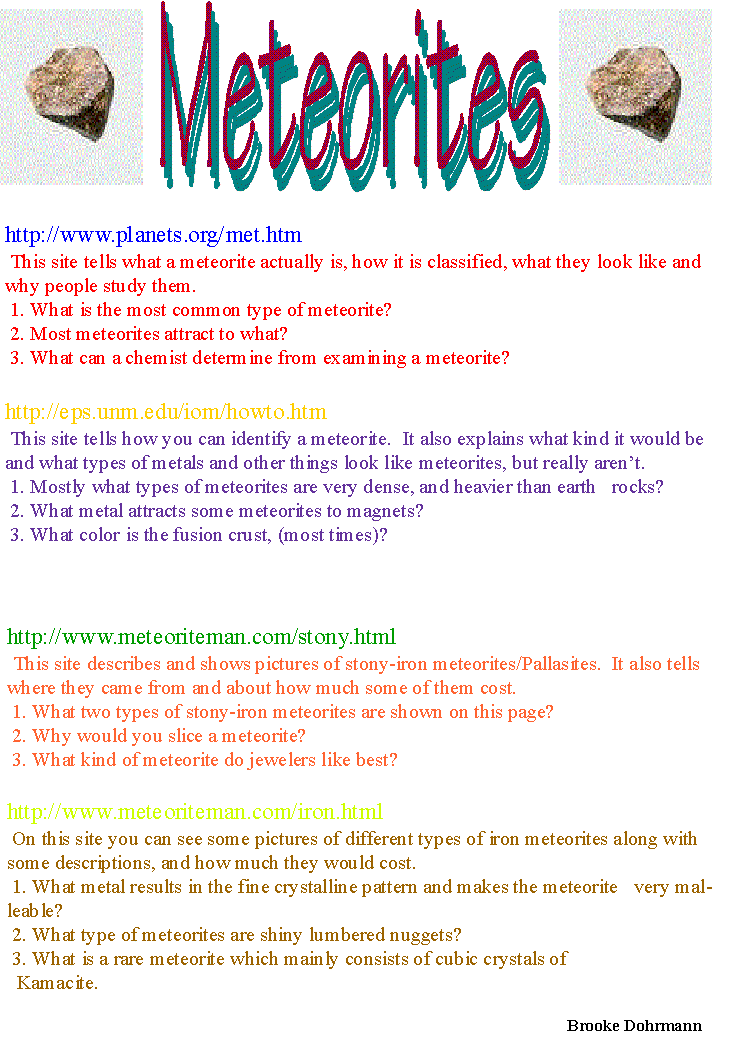 Meteorites
http://www.planets.org/met.htm
This site tells what a meteorite actually is, how it is classified, what they look like and
why people study them.
1. What is the most common type of meteorite?
2. Most meteorites attract to what?
3. What can a chemist determine from examining a meteorite?
http://eps.unm.edu/iom/howto.htm
This site tells how you can identify a meteorite.  It also explains what kind it would be
and what types of metals and other things look like meteorites, but really aren’t.
1. Mostly what types of meteorites are very dense, and heavier than earth   rocks?
2. What metal attracts some meteorites to magnets?
3. What color is the fusion crust, (most times)?
http://www.meteoriteman.com/stony.html
This site describes and shows pictures of stony-iron meteorites/Pallasites.  It also tells
where they came from and about how much some of them cost.
1. What two types of stony-iron meteorites are shown on this page?
2. Why would you slice a meteorite?
3. What kind of meteorite do jewelers like best?
http://www.meteoriteman.com/iron.html
On this site you can see some pictures of different types of iron meteorites along with
some descriptions, and how much they would cost.
1. What metal results in the fine crystalline pattern and makes the meteorite   very mal-
leable?
2. What type of meteorites are shiny lumbered nuggets?
3. What is a rare meteorite which mainly consists of cubic crystals of
Kamacite.
Brooke Dohrmann